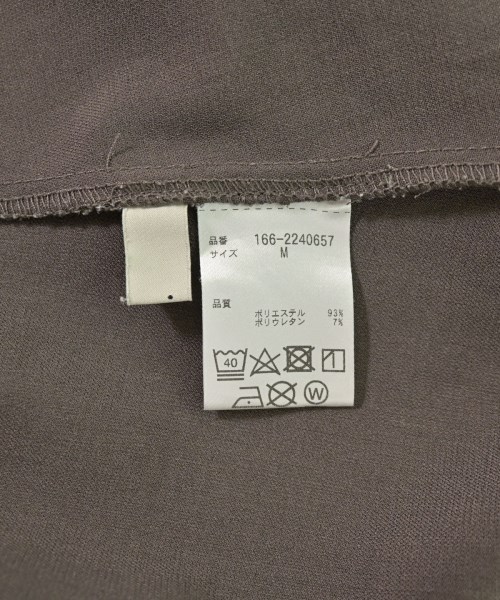 品番 166-2240657
サイズ M
品質
ポリエステル 93%
ポリウレタン 7%
40
W